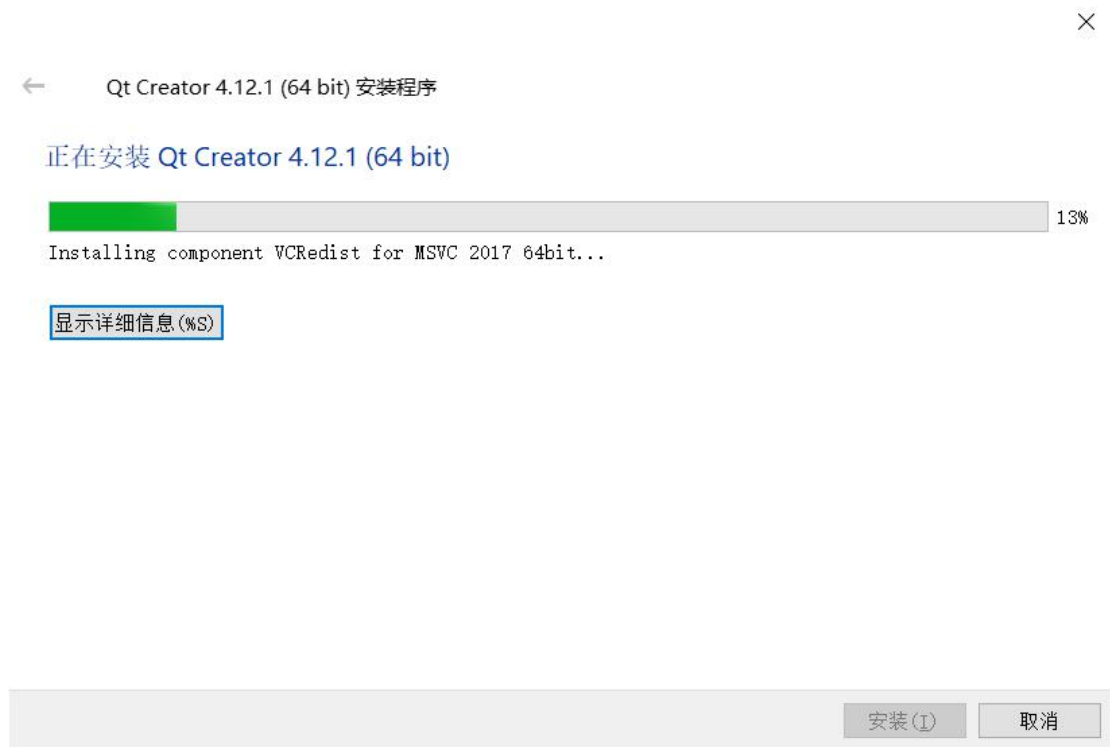 Qt Creator 4.12.1 (64 bit) 安装程序
正在安装 Qt Creator 4.12.1 (64 bit)
13%
Installing component VCRedist for MSVC 2017 64bit...
显示详细信息(%S)
安装(I)
取消